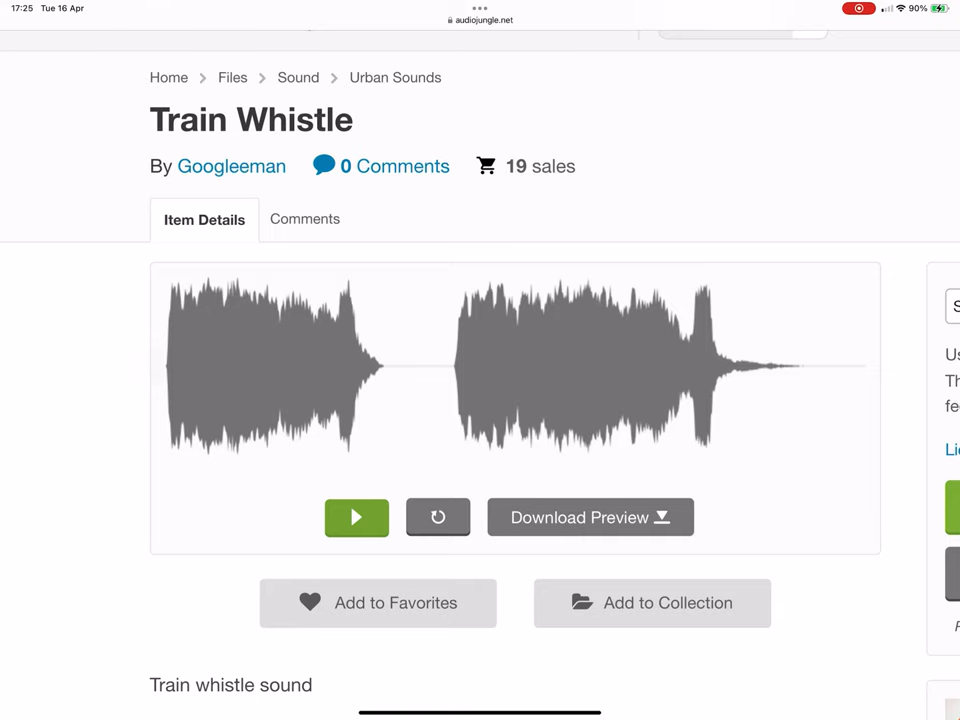 17:25 Tue 16 Apr
audiojungle.net
90%
Home Files Sound Urban Sounds
Train Whistle
By Googleeman 0 Comments 19 sales
Item Details Comments
Download Preview
Add to Favorites Add to Collection
Train whistle sound